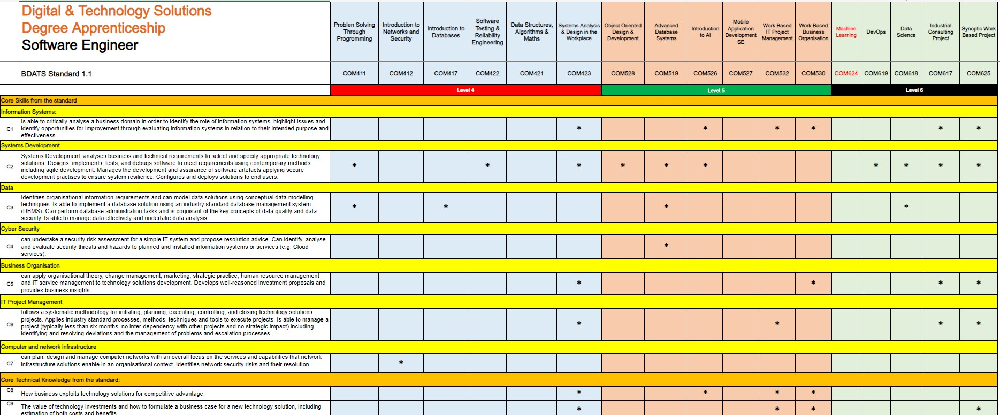 Digital & Technology Solutions
Degree Apprenticeship
Software Engineer
Problen Solving
Through
Progromming
Introduction to
Networks and
Security
Introduction to
Databases
Software
Testing &
Reliability
Engineering
Data Structures,
Algorithms &
Maths
Systems Analysis
& Design in the
Workplace
Object Oriented
Design &
Development
Advanced
Database
Systems
Introduction
to AI
Mobile
Application
Development
SE
Work Based
IT Project
Management
Work Based
Business
Organisation
Machine
Learning
DevOps
Data
Science
Industrial
Consulting
Project
Synoptic Work
Based Project
BDATS Standard 1.1
COM411 COM412 COM417 COM422 COM421 COM423 COM528 COM519 COM526 COM527 COM532 COM530 COM624 COM619 COM618 COM617 COM625
Level 4 Level 5 Level 6
Core Skills from the standard
Information Systems:
C1
Is able to critically analyse a business domain in order to identify the role of information systems, highlight issues and
identify opportunities for improvement through evaluating information systems in relation to their intended purpose and
effectiveness
* * * * * *
Systems Development
C2
Systems Development: analyses business and technical requirements to select and specify appropriate technology
solutions. Designs, implements, tests, and debugs software to meet requirements using contemporary methods
including agile development. Manages the development and assurance of software artefacts applying secure
development practises to ensure system resilience. Configures and deploys solutions to end users.
* * * * * * * * * *
Data
C3
Identifies organisational information requirements and can model data solutions using conceptual data modelling
techniques. Is able to implement a database solution using an industry standard database management system
(DBMS). Can perform database administration tasks and is cognisant of the key concepts of data quality and data
security. Is able to manage data effectively and undertake data analysis.
* * * *
Cyber Security
C4
can undertake a security risk assessment for a simple IT system and propose resolution advice. Can identify, analyse
and evaluate security threats and hazards to planned and installed information systems or services (e.g. Cloud
services).
*
Business Organisation
C5
can apply organisational theory, change management, marketing, strategic practice, human resource management
and IT service management to technology solutions development. Develops well-reasoned investment proposals and
provides business insights.
* * * *
IT Project Management
C6
follows a systematic methodology for initiating, planning, executing, controlling, and closing technology solutions
projects. Applies industry standard processes, methods, techniques and tools to execute projects. Is able to manage a
project (typically less than six months, no inter-dependency with other projects and no strategic impact) including
identifying and resolving deviations and the management of problems and escalation processes.
* * * *
Computer and network infrastructure
C7
can plan, design and manage computer networks with an overall focus on the services and capabilities that network
infrastructure solutions enable in an organisational context. Identifies network security risks and their resolution.
*
Core Technical Knowledge from the standard:
C8
How business exploits technology solutions for competitive advantage.
* * * *
C9
The value of technology investments and how to formulate a business case for a new technology solution, including
estimation of both costs and benefits
* * * *